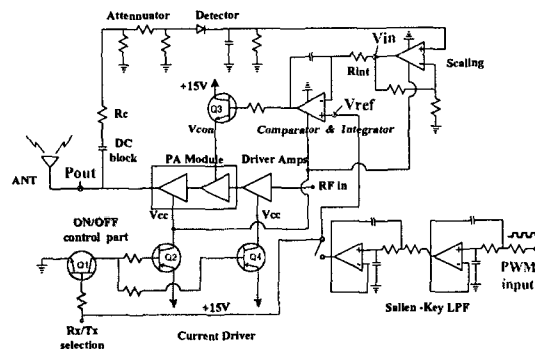 Attennuator
Detector
Vin
Rint
Scaling
+15V
Q3
Vref
Rc
Vcon
Comparator & Integrator
DC
block
PA Module
Driver Amps
Pout
ANT
RF in
Vcc
Vcc
ON/OFF
control part
Q1
Q2
Q4
PWM
input
+15V
Sallen -Key LPF
Rx/Tx
selection
Current Driver